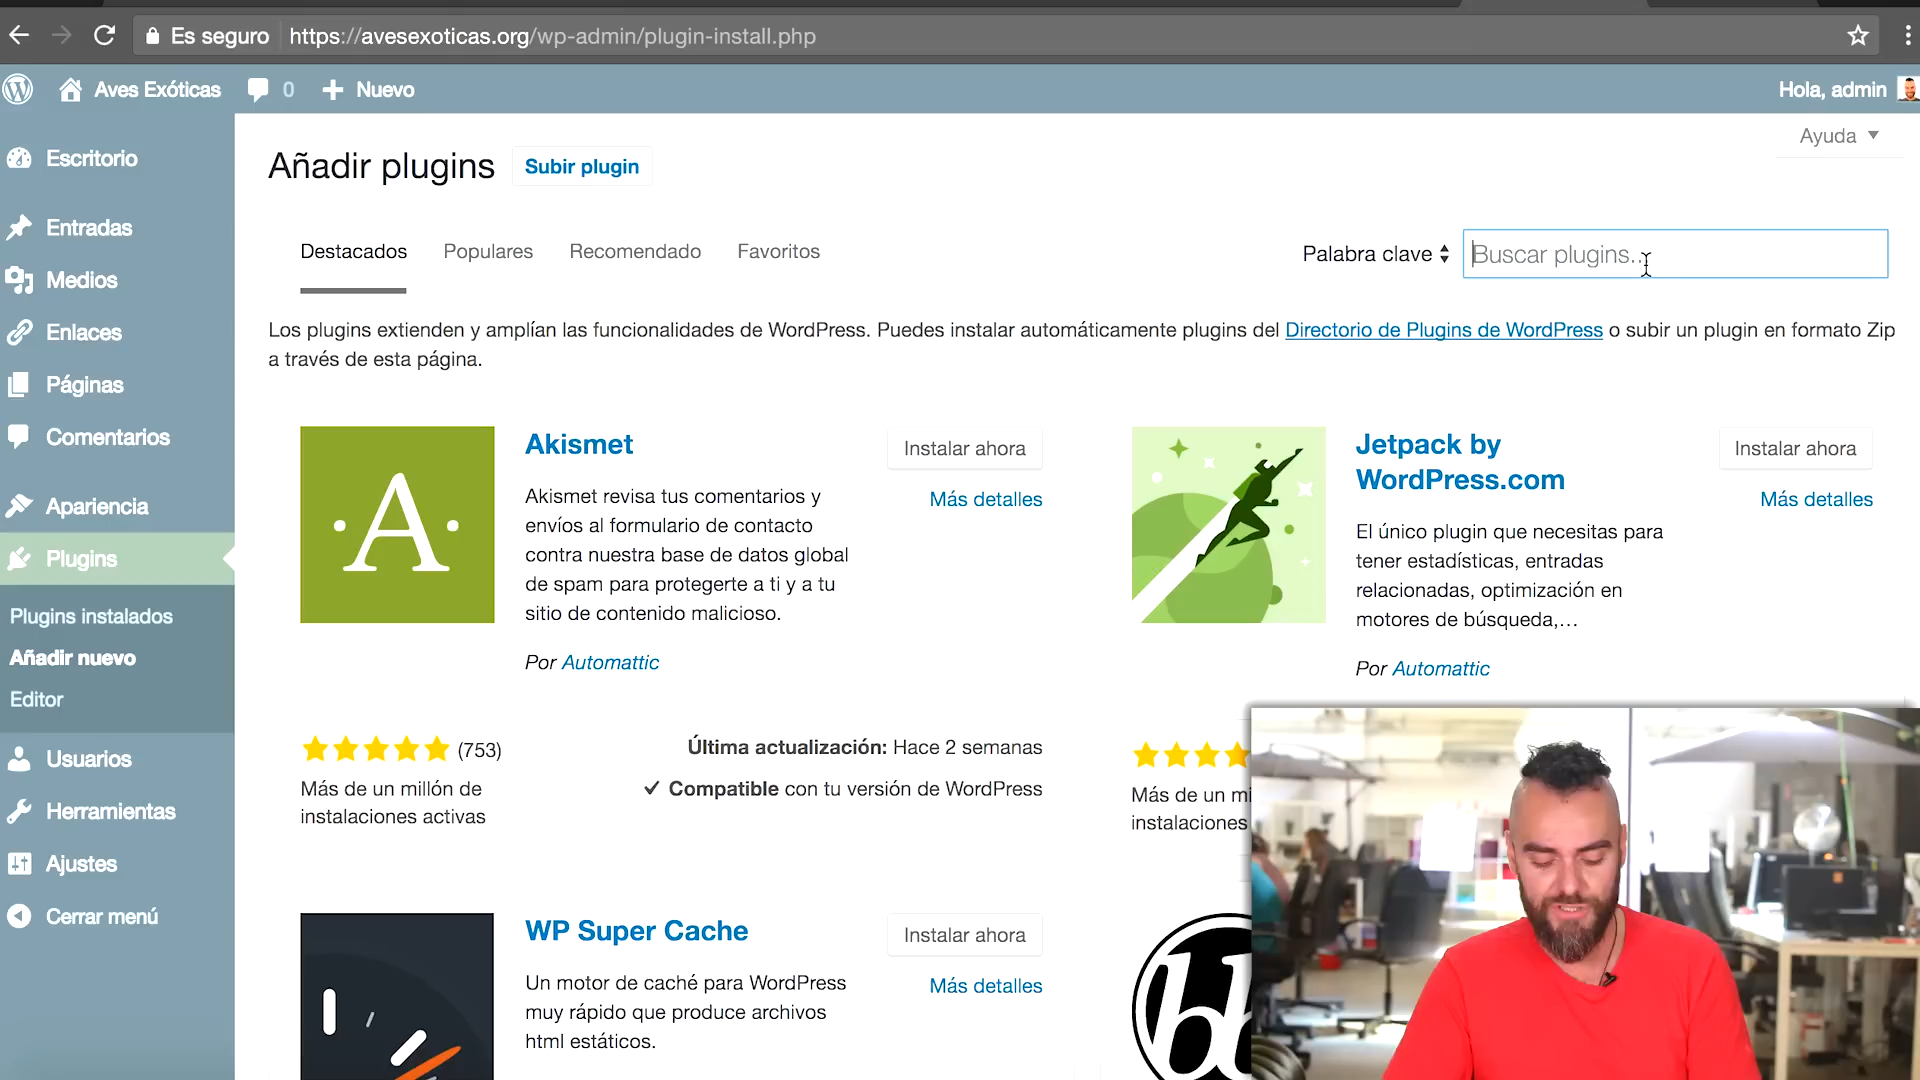 Es seguro https://avesexoticas.org/wp-admin/plugin-install.php
Aves Exóticas 0 Nuevo Hola, admin
Escritorio
Entradas
Medios
Enlaces
Páginas
Comentarios
Apariencia
Plugins
Plugins instalados
Añadir nuevo
Editor
Usuarios
Herramientas
Ajustes
Cerrar menú
Ayuda
Añadir plugins Subir plugin
Destacados Populares Recomendado Favoritos Palabra clave Buscar plugins...
Los plugins extienden y amplían las funcionalidades de WordPress. Puedes instalar automáticamente plugins del Directorio de Plugins de WordPress o subir un plugin en formato Zip
a través de esta página.
A
Akismet
Instalar ahora
Más detalles
Akismet revisa tus comentarios y
envíos al formulario de contacto
contra nuestra base de datos global
de spam para protegerte a ti y a tu
sitio de contenido malicioso.
Por Automattic
(753)
Más de un millón de
instalaciones activas
Última actualización: Hace 2 semanas
Compatible con tu versión de WordPress
Jetpack by
WordPress.com
Instalar ahora
Más detalles
El único plugin que necesitas para
tener estadísticas, entradas
relacionadas, optimización en
motores de búsqueda,…
Por Automattic
Más de un mi
instalaciones
WP Super Cache
Instalar ahora
Más detalles
Un motor de caché para WordPress
muy rápido que produce archivos
html estáticos.